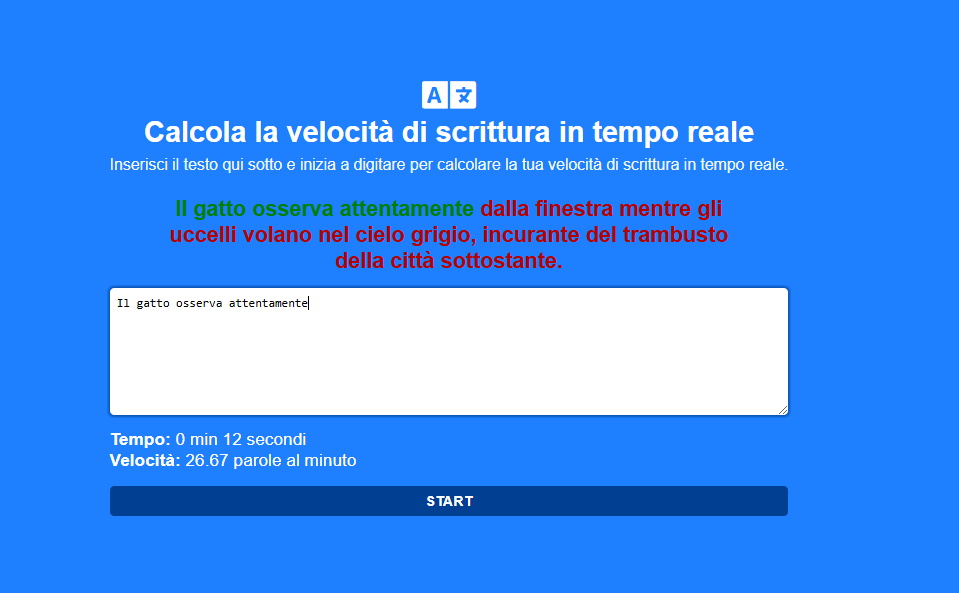 A 文
Calcola la velocità di scrittura in tempo reale
Inserisci il testo qui sotto e inizia a digitare per calcolare la tua velocità di scrittura in tempo reale.
Il gatto osserva attentamente dalla finestra mentre gli
uccelli volano nel cielo grigio, incurante del trambusto
della città sottostante.
Il gatto osserva attentamente
Tempo: 0 min 12 secondi
Velocità: 26.67 parole al minuto
START